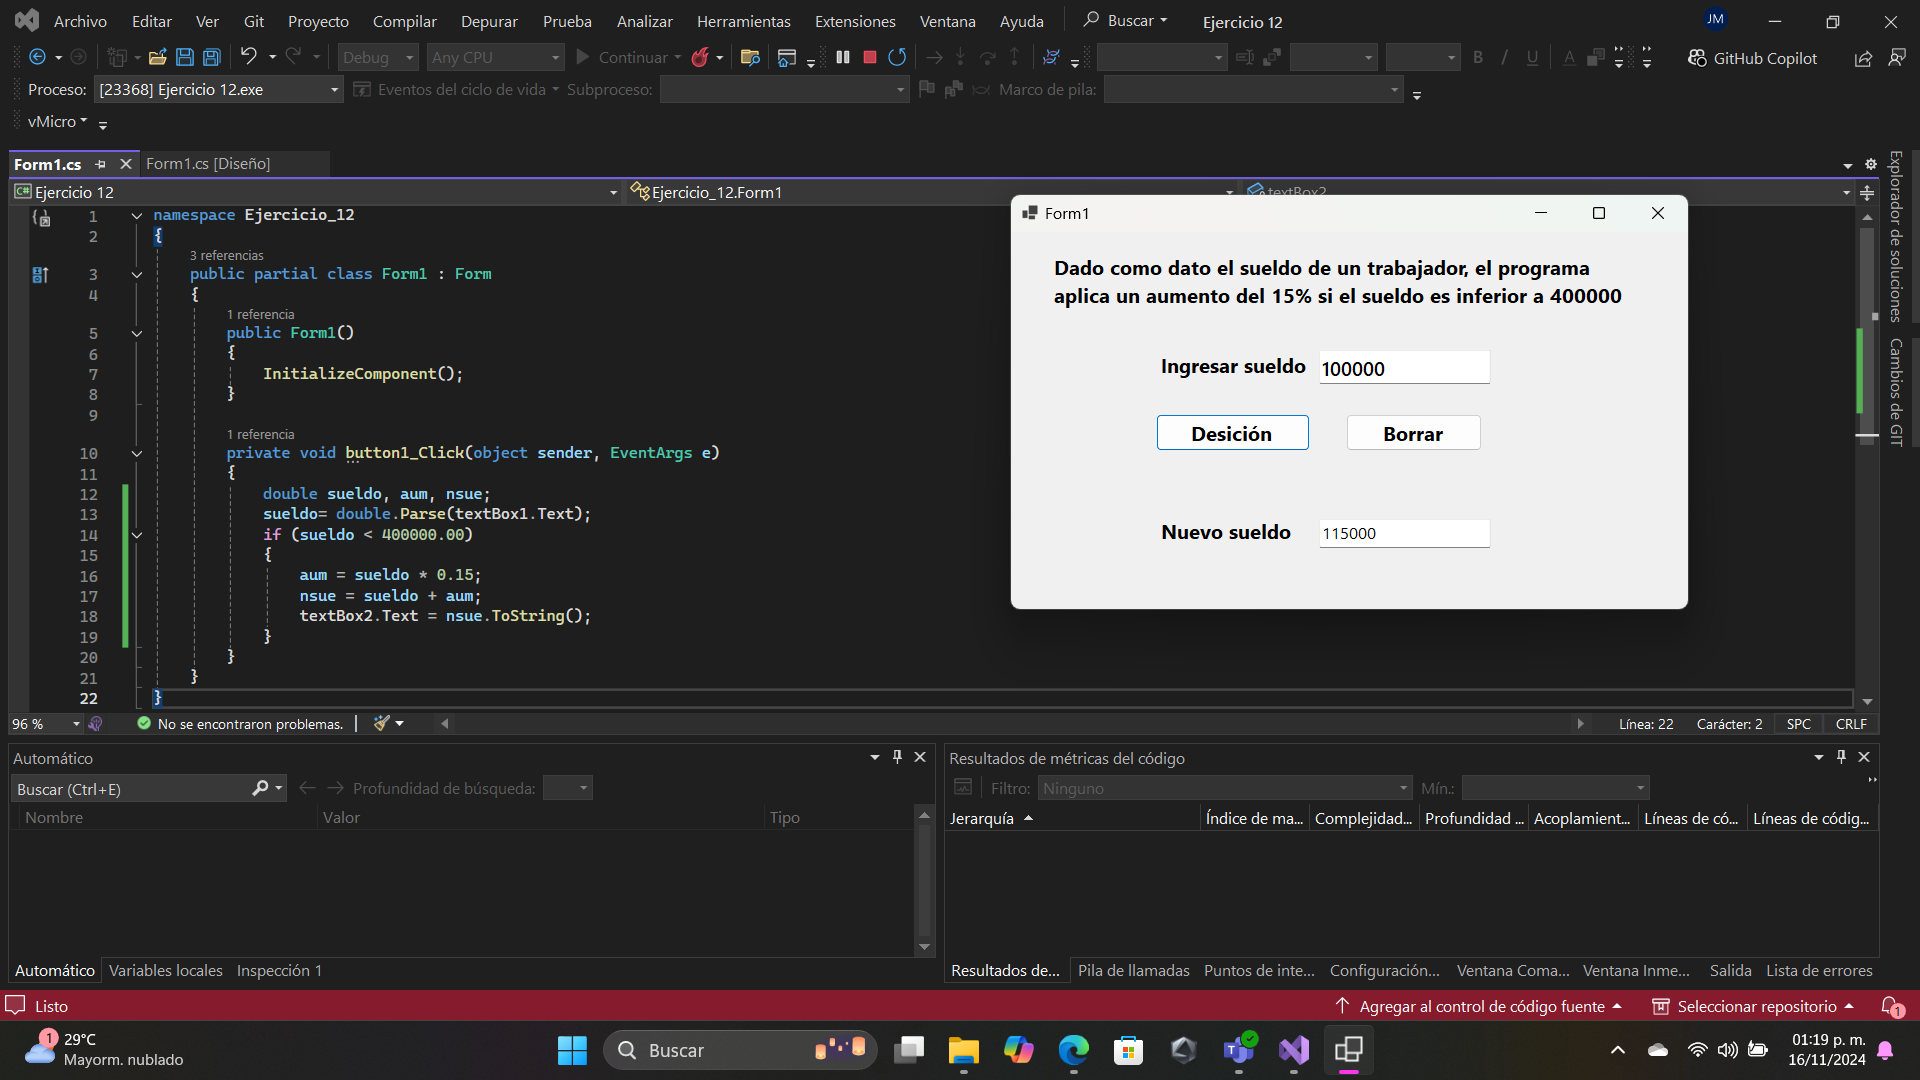 Archivo Editar Ver Git Proyecto Compilar Depurar Prueba Analizar Herramientas Extensiones Ventana Ayuda Buscar Ejercicio 12 JM
Debug Any CPU Continuar B I U A GitHub Copilot
Proceso: [23368] Ejercicio 12.exe Eventos del ciclo de vida Subproceso: Marco de pila:
vMicro
Form1.cs Form1.cs [Diseño]
C# Ejercicio 12 Ejercicio_12.Form1 textBox2
1 namespace Ejercicio_12
2 {
3 referencias
3 public partial class Form1 : Form
4 {
1 referencia
5 public Form1()
6 {
7 InitializeComponent();
8 }
9
1 referencia
10 private void button1_Click(object sender, EventArgs e)
11 {
12 double sueldo, aum, nsue;
13 sueldo= double.Parse(textBox1.Text);
14 if (sueldo < 400000.00)
15 {
16 aum = sueldo * 0.15;
17 nsue = sueldo + aum;
18 textBox2.Text = nsue.ToString();
19 }
20 }
21 }
22 }
Form1
Dado como dato el sueldo de un trabajador, el programa
aplica un aumento del 15% si el sueldo es inferior a 400000
Ingresar sueldo 100000
Desición Borrar
Nuevo sueldo 115000
Explorador de soluciones
Cambios de GIT
96 % No se encontraron problemas. Línea: 22 Carácter: 2 SPC CRLF
Automático
Buscar (Ctrl+E) Profundidad de búsqueda:
Nombre Valor Tipo
Automático Variables locales Inspección 1
Resultados de métricas del código
Filtro: Ninguno Mín.:
Jerarquía Índice de ma... Complejidad... Profundidad ... Acoplamient... Líneas de có... Líneas de códig...
Resultados de... Pila de llamadas Puntos de inte... Configuración... Ventana Coma... Ventana Inme... Salida Lista de errores
Listo Agregar al control de código fuente Seleccionar repositorio 1
1 29°C
Mayorm. nublado
Buscar
01:19 p. m.
16/11/2024